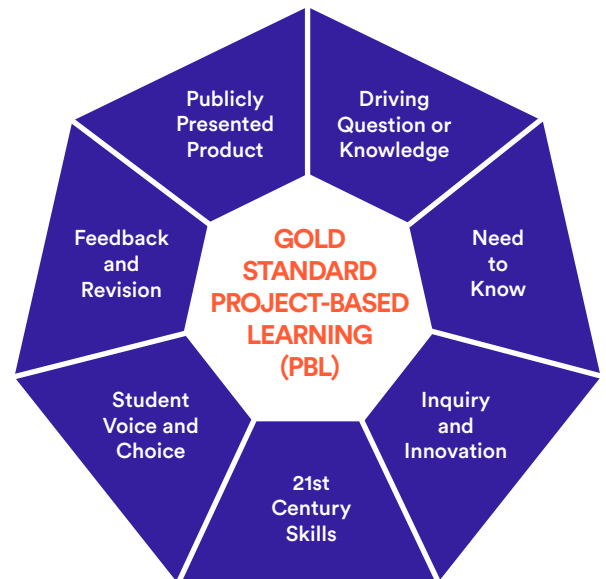 GOLD
STANDARD
PROJECT-BASED
LEARNING
(PBL)
Driving
Question or
Knowledge
Need
to
Know
Inquiry
and
Innovation
21st
Century
Skills
Student
Voice and
Choice
Feedback
and
Revision
Publicly
Presented
Product